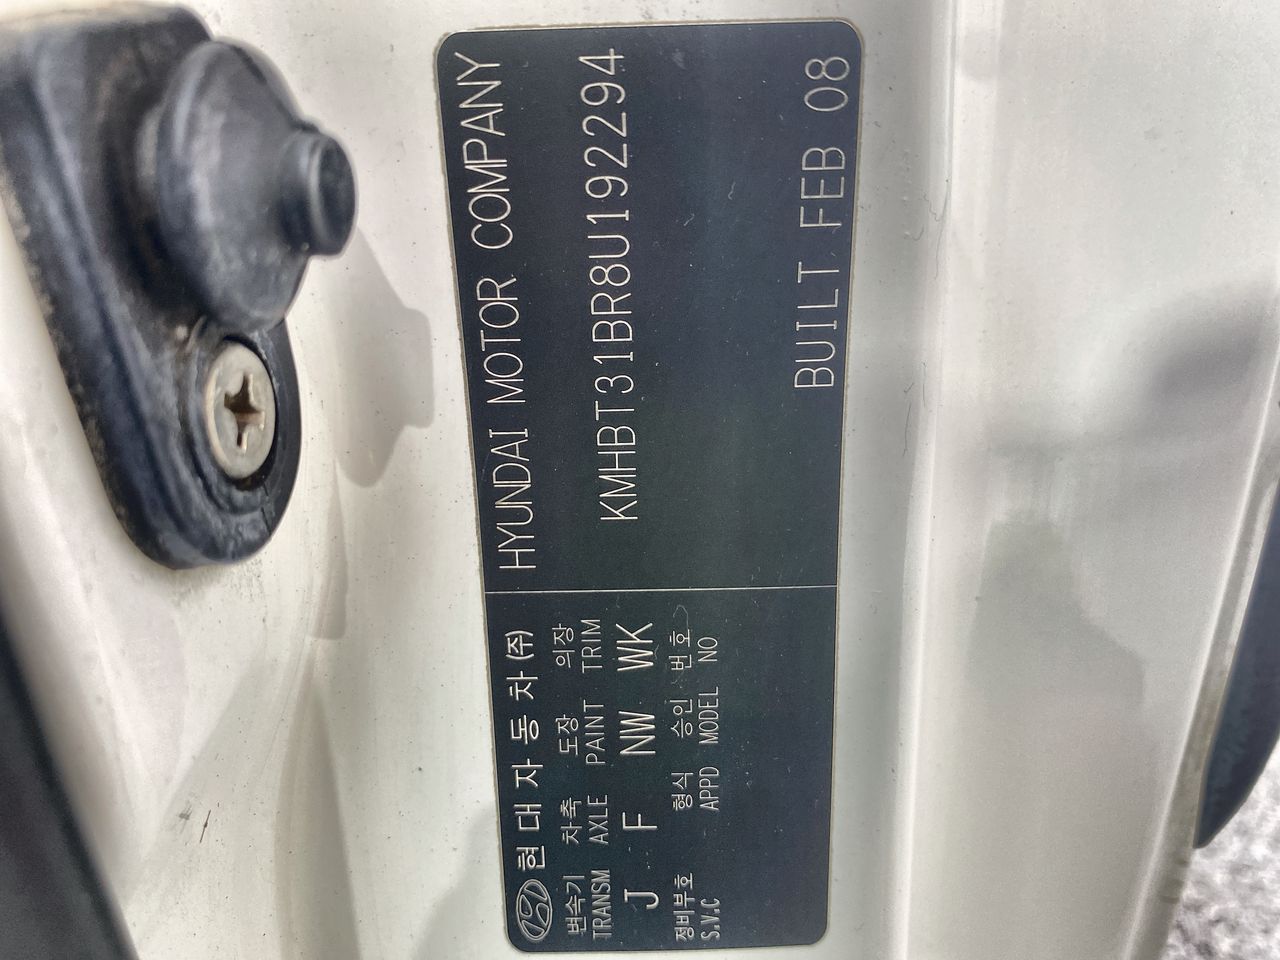 현대자동차(주)
변속기 차축 도장 의장
TRANSM AXLE PAINT TRIM
J F NW WK
정비부호 형식 승인 번호
S.V.C APPD MODEL NO
HYUNDAI MOTOR COMPANY
KMHBT31BR8U192294
BUILT FEB 08